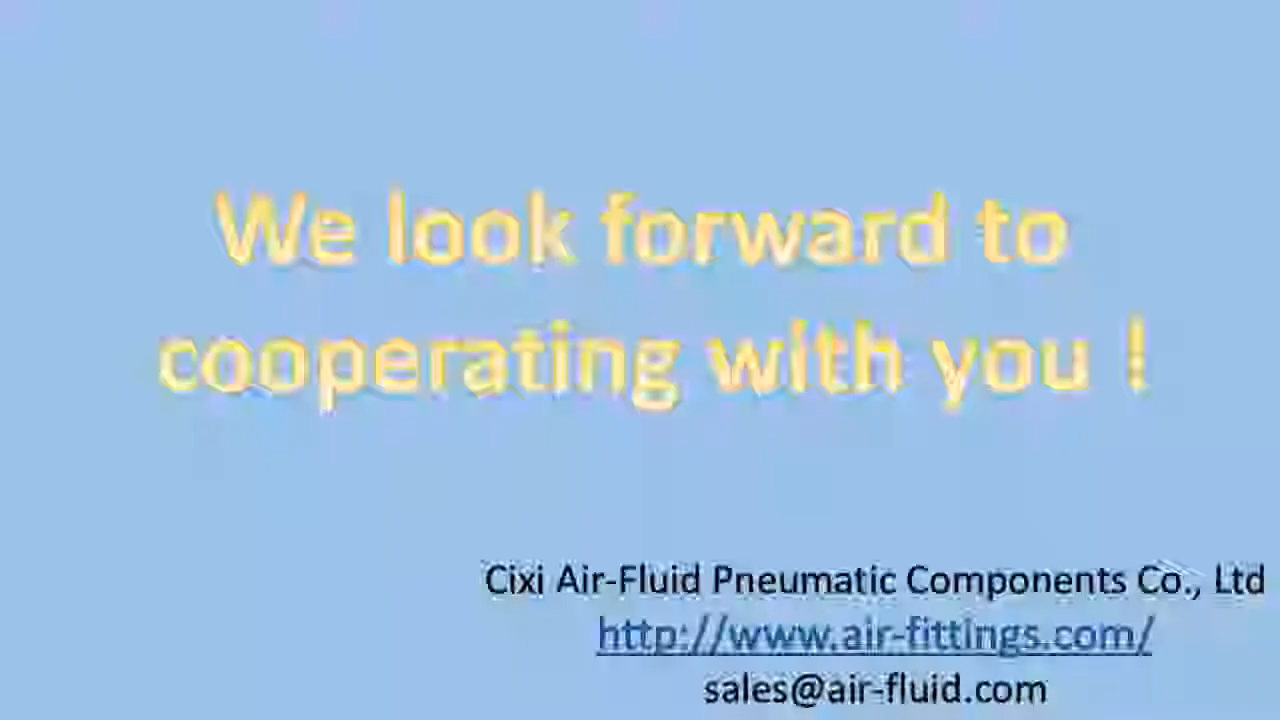 We look forward to
cooperating with you !
Cixi Air-Fluid Pneumatic Components Co., Ltd
http://www.air-fittings.com/
sales@air-fluid.com